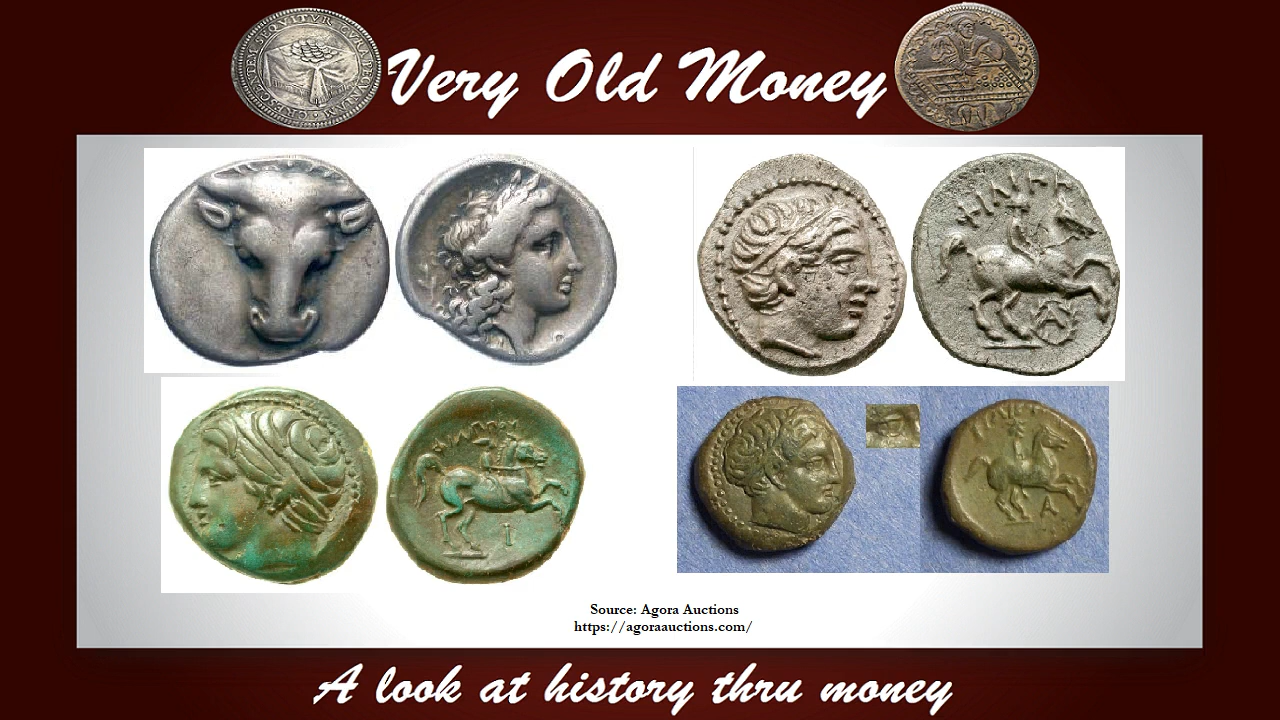 Very Old Money
Source: Agora Auctions
https://agoraauctions.com/
A look at history thru money